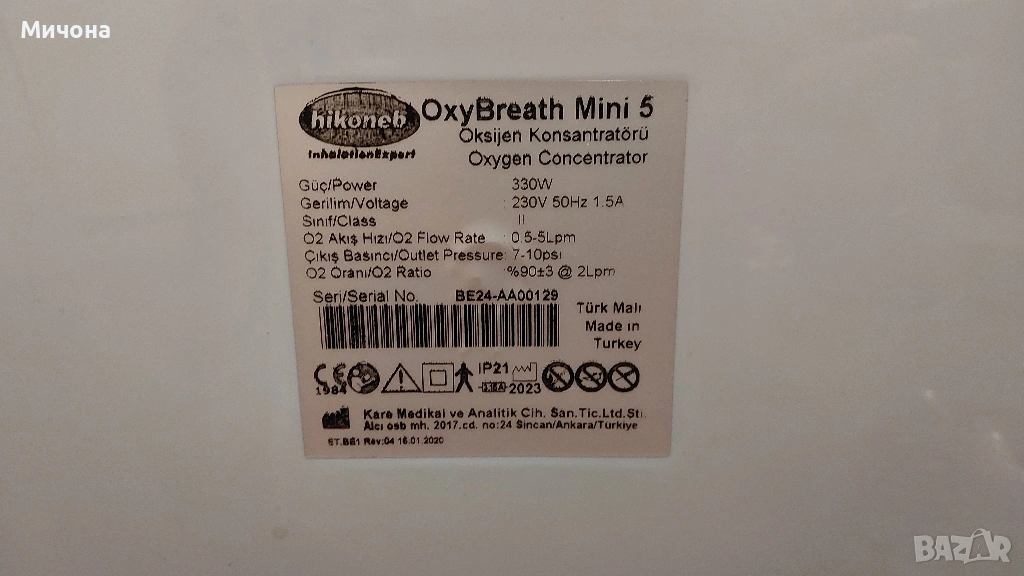 Мичона
hikoneb
InhalationExpert
OxyBreath Mini 5
Oksijen Konsantratörü
Oxygen Concentrator
Güç/Power : 330W
Gerilim/Voltage : 230V 50Hz 1.5A
Sınıf/Class : II
O2 Akış Hızı/O2 Flow Rate : 0.5-5Lpm
Çıkış Basıncı/Outlet Pressure: 7-10psi
O2 Oranı/O2 Ratio : %90±3 @ 2Lpm
Seri/Serial No. BE24-AA00129
Türk Malı
Made in
Turkey
CE 1984 IP21 2023
Kare Medikal ve Analitik Cih. San.Tic.Ltd.Sti.
Alcı osb mh. 2017.cd. no:24 Sincan/Ankara/Türkiye
ST.BE1 Rev:04 16.01.2020
BAZAR